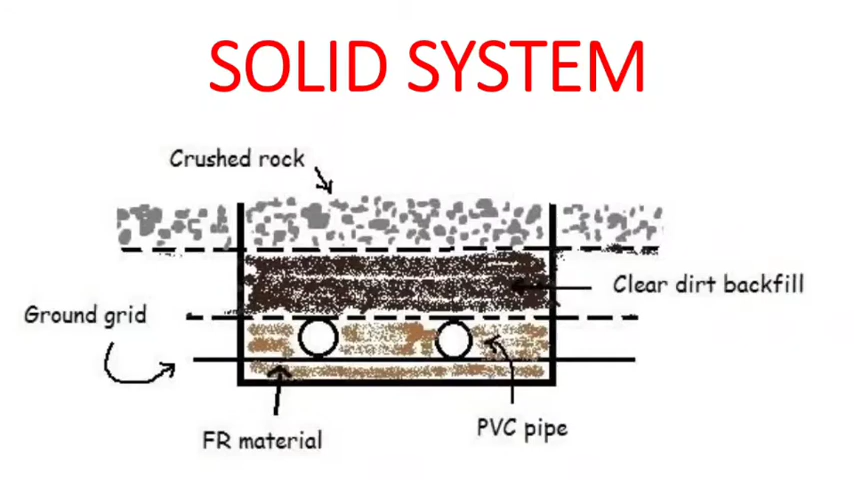 SOLID SYSTEM
Crushed rock
Clear dirt backfill
Ground grid
PVC pipe
FR material